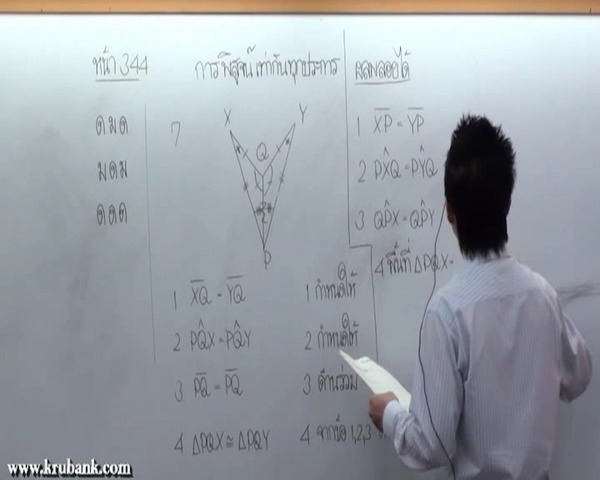 หน้า 344
การพิสูจน์เท่ากันทุกประการ
ผลพลอยได้
ด ม ด
ม ด ม
ด ด ด
7
X
Y
Q
P
1 XQ = YQ
1 กำหนดให้
2 PQ̂X = PQ̂Y
2 กำหนดให้
3 PQ = PQ
3 ด้านร่วม
4 ΔPQX ≅ ΔPQY
4 จากข้อ 1,2,3
1 XP = YP
2 PX̂Q = PŶQ
3 QP̂X = QP̂Y
4 พื้นที่ ΔPQX =
www.krubank.com